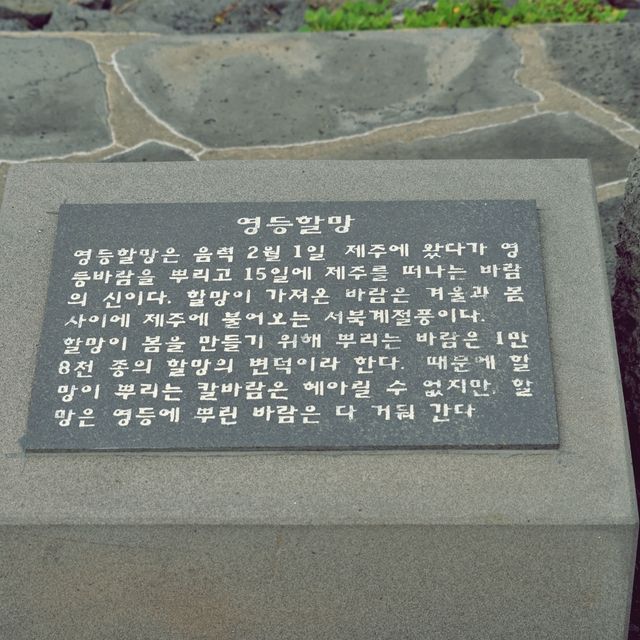 영등할망
영등할망은 음력 2월 1일 제주에 왔다가 영
등바람을 뿌리고 15일에 제주를 떠나는 바람
의 신이다. 할망이 가져온 바람은 겨울과 봄
사이에 제주에 불어오는 서북계절풍이다.
할망이 봄을 만들기 위해 뿌리는 바람은 1만
8천 종의 할망의 변덕이라 한다. 때문에 할
망이 뿌리는 칼바람은 헤아릴 수 없지만, 할
망은 영등에 뿌린 바람은 다 거둬 간다